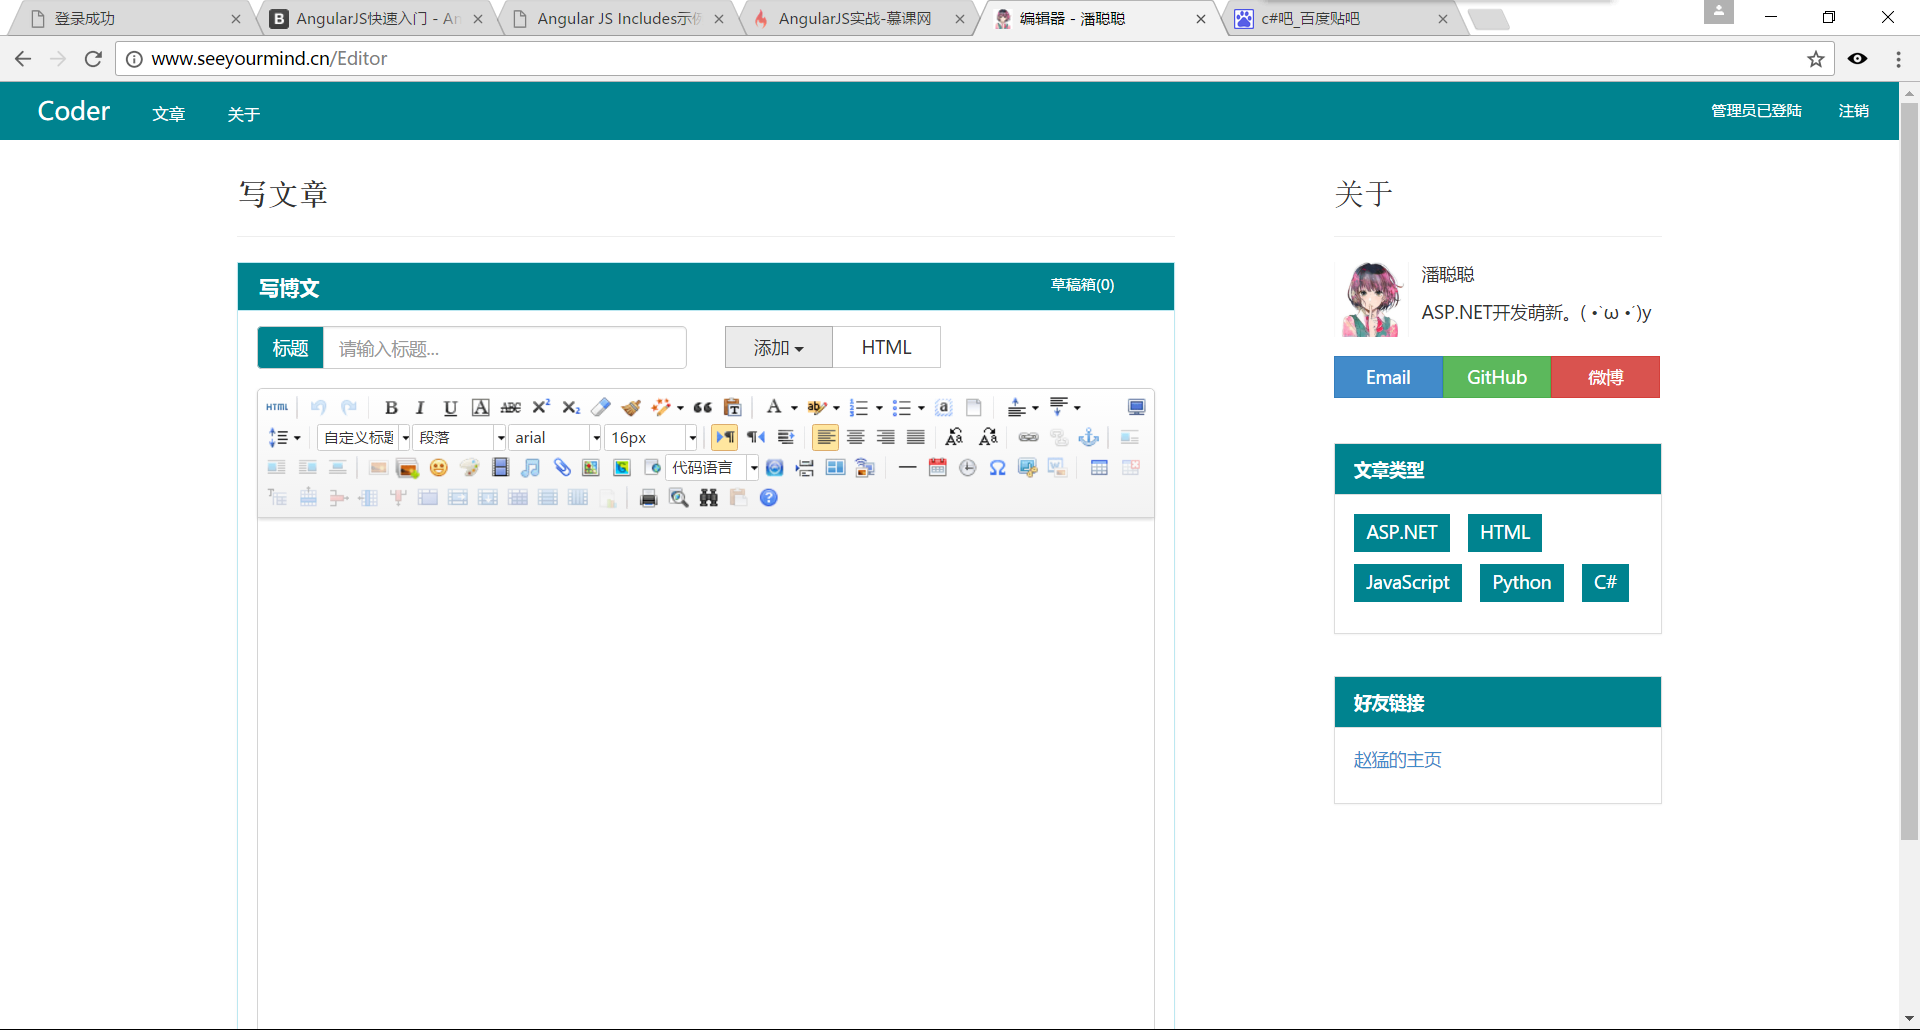 登录成功
AngularJS快速入门 - An
Angular JS Includes示例
AngularJS实战-慕课网
编辑器 - 潘聪聪
c#吧_百度贴吧
www.seeyourmind.cn/Editor
Coder 文章 关于 管理员已登陆 注销
写文章
写博文 草稿箱(0)
标题 请输入标题... 添加 HTML
HTML B I U A ABC X² X₂ A ab a
自定义标题 段落 arial 16px
代码语言
关于
潘聪聪
ASP.NET开发萌新。( •̀ ω •́ )y
Email GitHub 微博
文章类型
ASP.NET HTML
JavaScript Python C#
好友链接
赵猛的主页